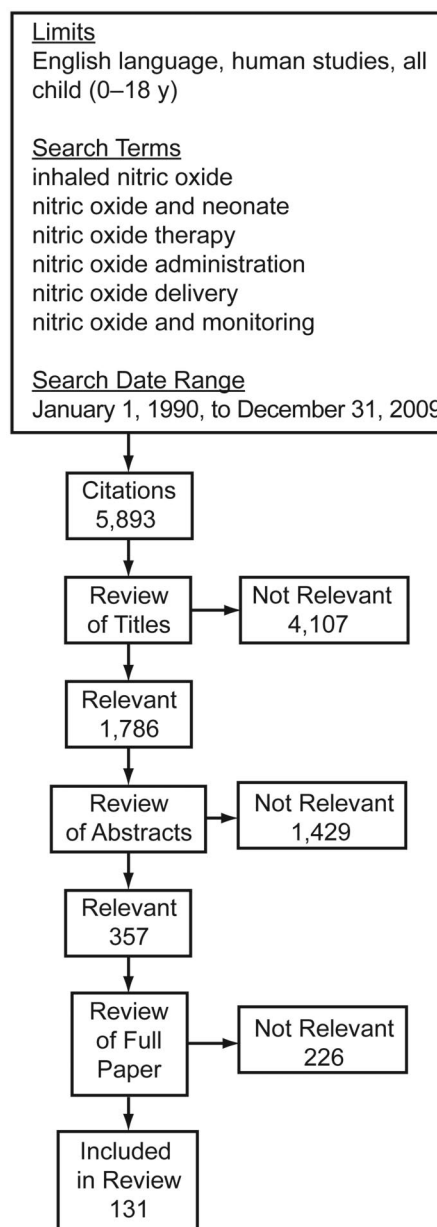 Limits
English language, human studies, all
child (0–18 y)
Search Terms
inhaled nitric oxide
nitric oxide and neonate
nitric oxide therapy
nitric oxide administration
nitric oxide delivery
nitric oxide and monitoring
Search Date Range
January 1, 1990, to December 31, 2009
Citations
5,893
Review
of Titles
Not Relevant
4,107
Relevant
1,786
Review
of Abstracts
Not Relevant
1,429
Relevant
357
Review
of Full
Paper
Not Relevant
226
Included
in Review
131